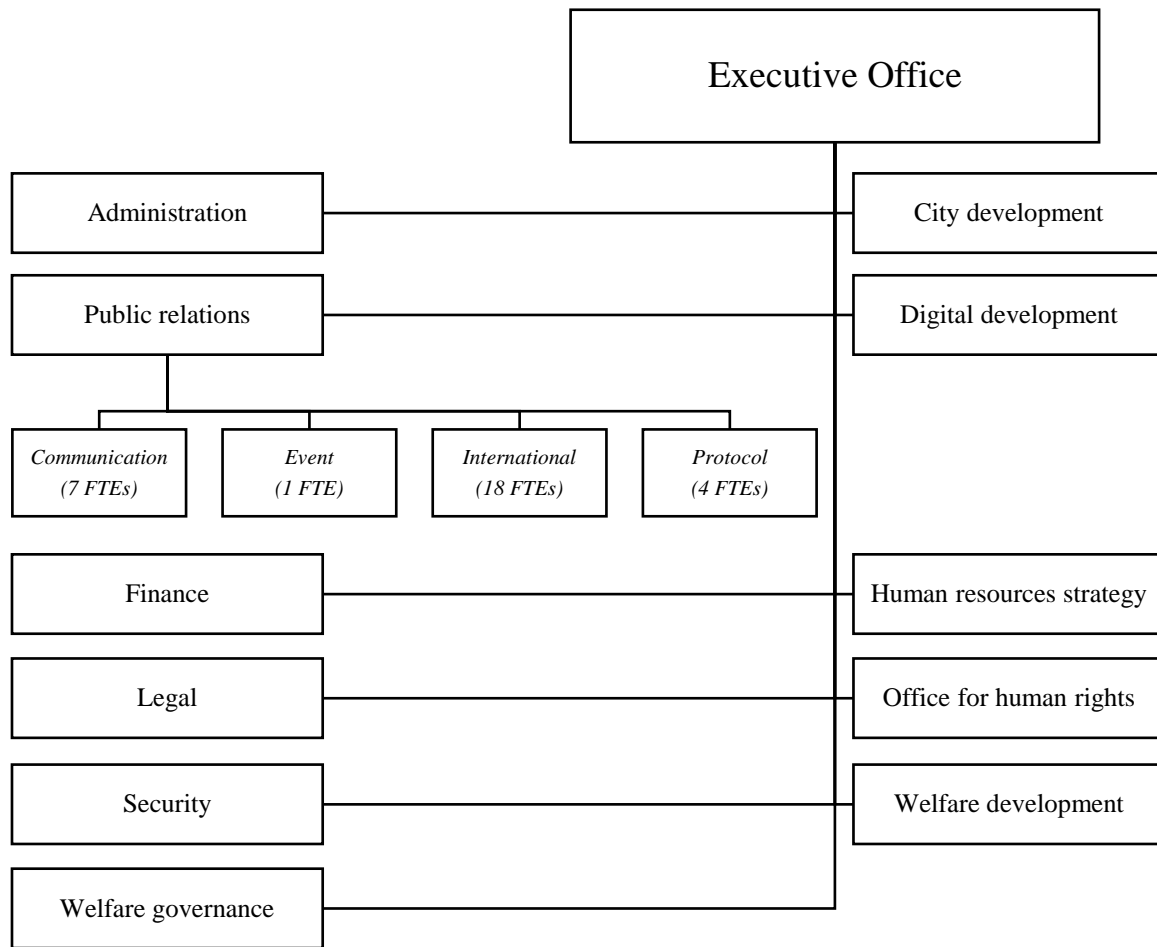 Executive Office
Administration
City development
Public relations
Digital development
Communication
(7 FTEs)
Event
(1 FTE)
International
(18 FTEs)
Protocol
(4 FTEs)
Finance
Human resources strategy
Legal
Office for human rights
Security
Welfare development
Welfare governance